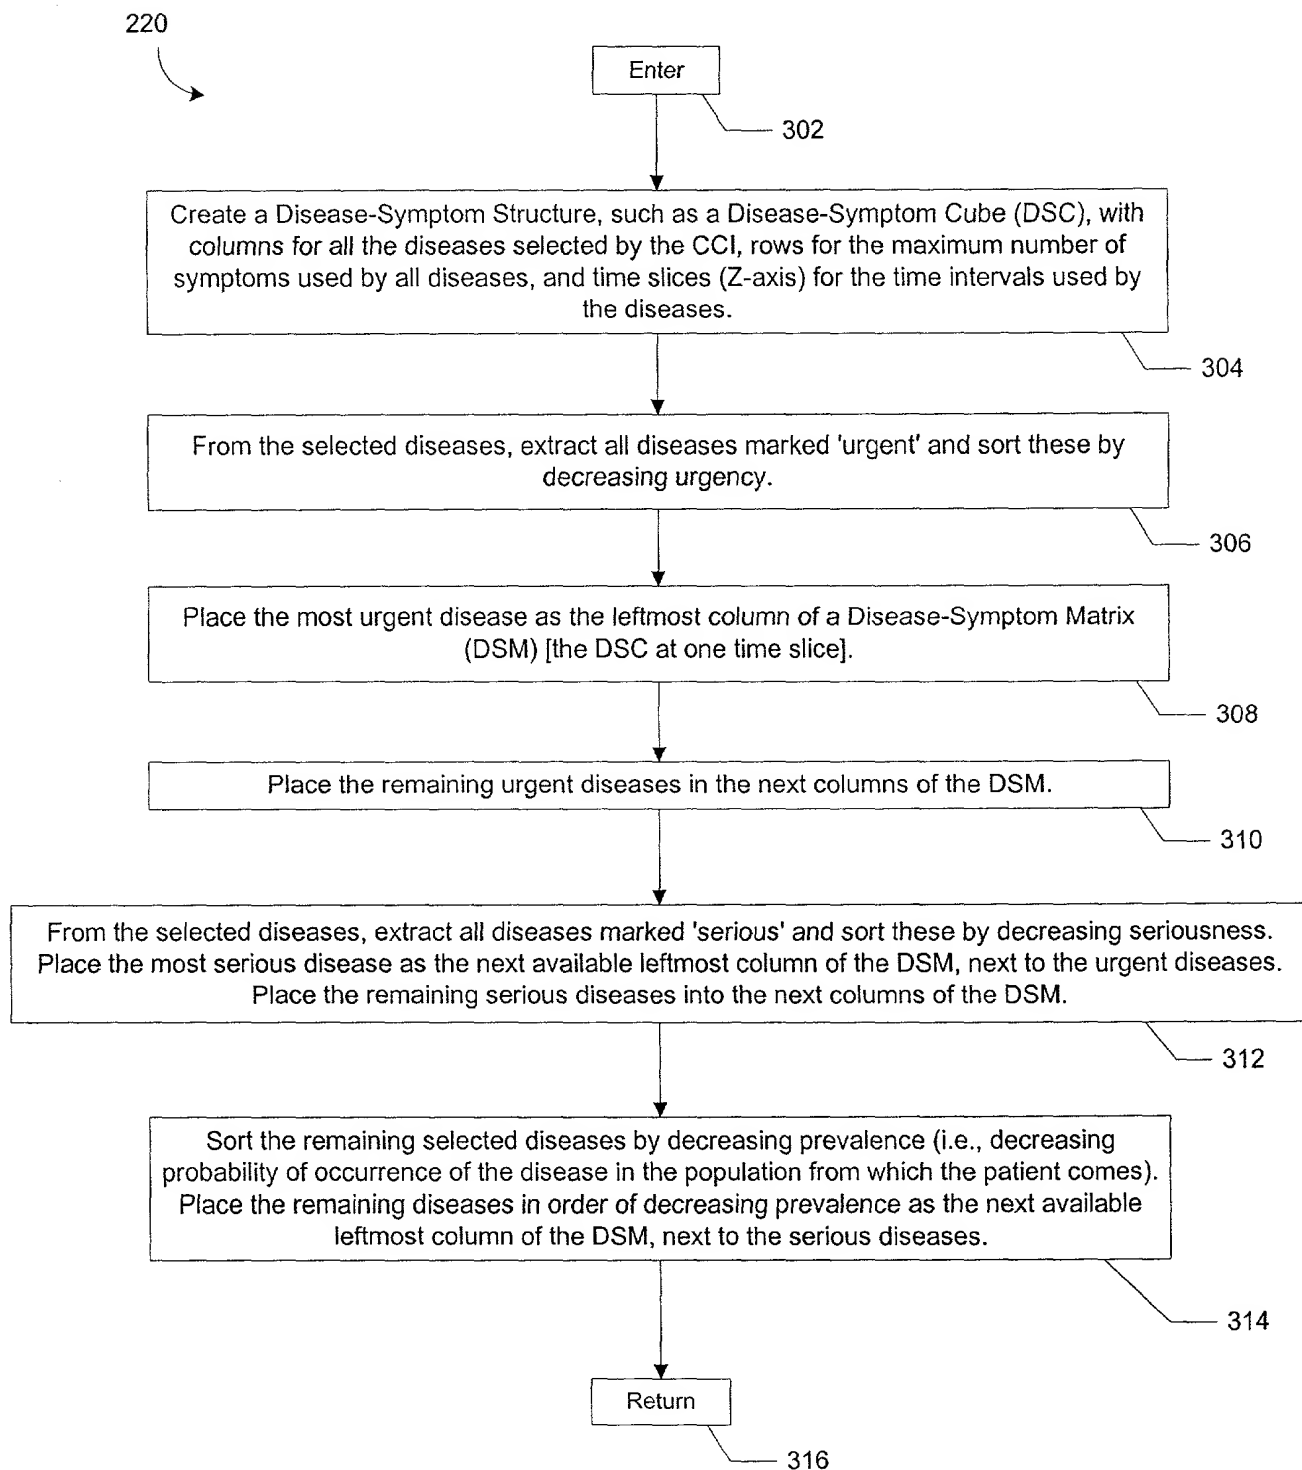 220
Enter
302
Create a Disease-Symptom Structure, such as a Disease-Symptom Cube (DSC), with
columns for all the diseases selected by the CCI, rows for the maximum number of
symptoms used by all diseases, and time slices (Z-axis) for the time intervals used by
the diseases.
304
From the selected diseases, extract all diseases marked 'urgent' and sort these by
decreasing urgency.
306
Place the most urgent disease as the leftmost column of a Disease-Symptom Matrix
(DSM) [the DSC at one time slice].
308
Place the remaining urgent diseases in the next columns of the DSM.
310
From the selected diseases, extract all diseases marked 'serious' and sort these by decreasing seriousness.
Place the most serious disease as the next available leftmost column of the DSM, next to the urgent diseases.
Place the remaining serious diseases into the next columns of the DSM.
312
Sort the remaining selected diseases by decreasing prevalence (i.e., decreasing
probability of occurrence of the disease in the population from which the patient comes).
Place the remaining diseases in order of decreasing prevalence as the next available
leftmost column of the DSM, next to the serious diseases.
314
Return
316